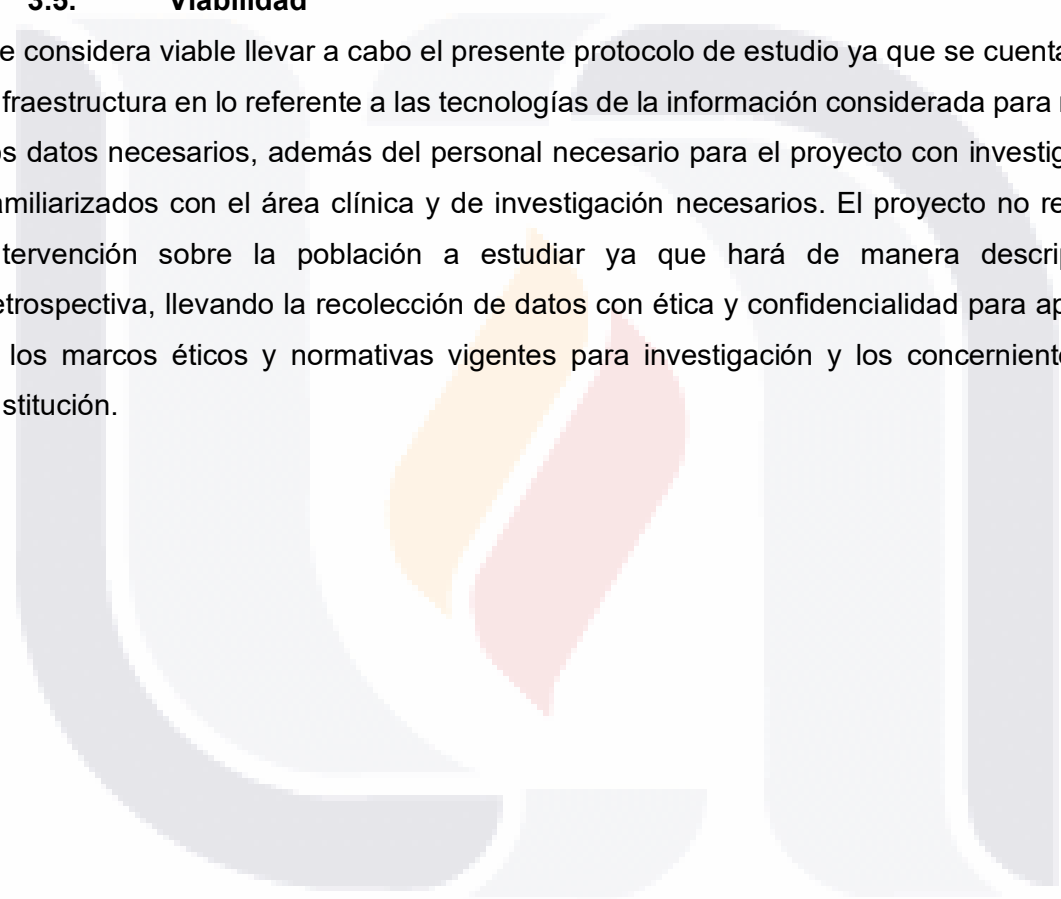 3.5. Viabilidad
e considera viable llevar a cabo el presente protocolo de estudio ya que se cuenta
fraestructura en lo referente a las tecnologías de la información considerada para
s datos necesarios, además del personal necesario para el proyecto con investig
amiliarizados con el área clínica y de investigación necesarios. El proyecto no re
tervención sobre la población a estudiar ya que hará de manera descrip
etrospectiva, llevando la recolección de datos con ética y confidencialidad para ap
los marcos éticos y normativas vigentes para investigación y los concerniente
stitución.